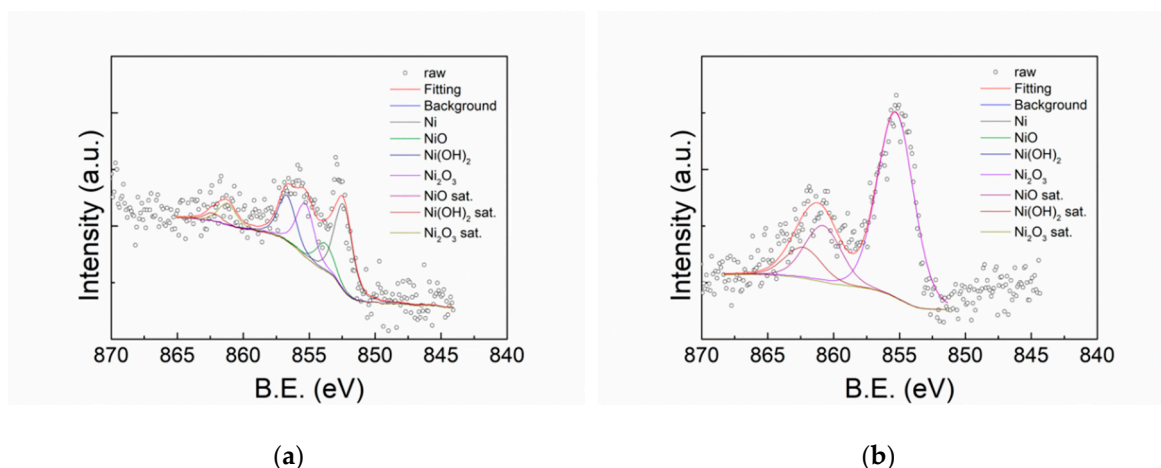 raw
Fitting
Background
Ni
NiO
Ni(OH)₂
Ni₂O₃
NiO sat.
Ni(OH)₂ sat.
Ni₂O₃ sat.
Intensity (a.u.)
870 865 860 855 850 845 840
B.E. (eV)
(a)
raw
Fitting
Background
Ni
NiO
Ni(OH)₂
Ni₂O₃
NiO sat.
Ni(OH)₂ sat.
Ni₂O₃ sat.
Intensity (a.u.)
870 865 860 855 850 845 840
B.E. (eV)
(b)